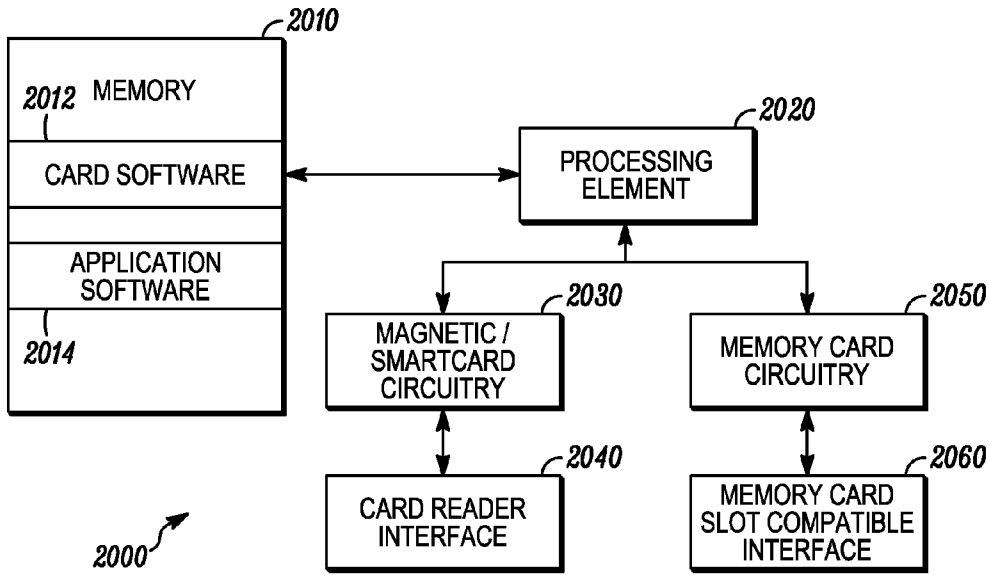 2010
MEMORY
2012
CARD SOFTWARE
APPLICATION
SOFTWARE
2014
2020
PROCESSING
ELEMENT
2030
MAGNETIC /
SMARTCARD
CIRCUITRY
2050
MEMORY CARD
CIRCUITRY
2040
CARD READER
INTERFACE
2060
MEMORY CARD
SLOT COMPATIBLE
INTERFACE
2000